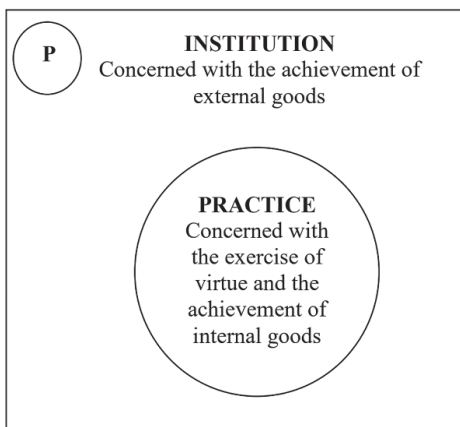 P
INSTITUTION
Concerned with the achievement of
external goods
PRACTICE
Concerned with
the exercise of
virtue and the
achievement of
internal goods